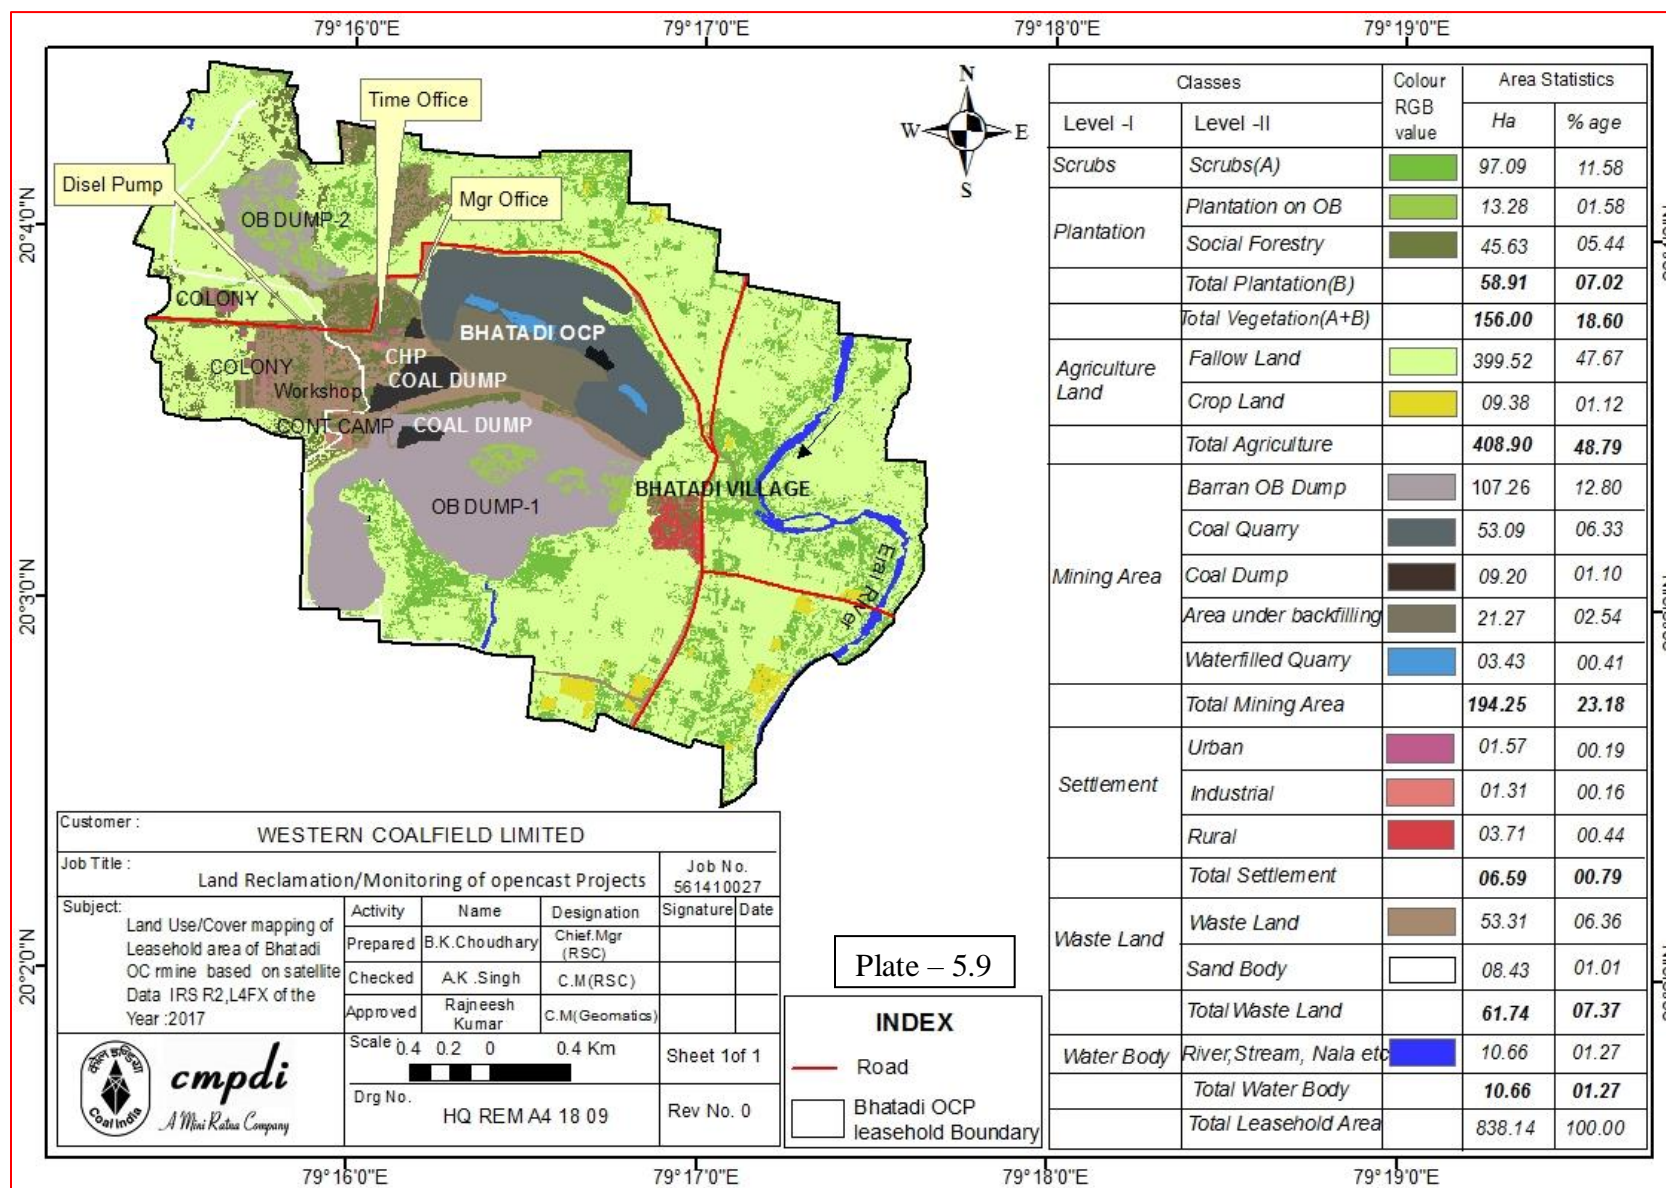 79°16'0"E 79°17'0"E 79°18'0"E 79°19'0"E
20°4'0"N
20°3'0"N
20°2'0"N
N
W E
S
Time Office
Disel Pump
Mgr Office
OB DUMP-2
COLONY
BHATADI OCP
CHP
COLONY
COAL DUMP
Workshop
CONT CAMP
COAL DUMP
OB DUMP-1
BHATADI VILLAGE
Erai River
Classes Colour RGB value Area Statistics
Level -I Level -II Ha % age
Scrubs Scrubs(A) 97.09 11.58
Plantation Plantation on OB 13.28 01.58
Social Forestry 45.63 05.44
Total Plantation(B) 58.91 07.02
Total Vegetation(A+B) 156.00 18.60
Agriculture Land Fallow Land 399.52 47.67
Crop Land 09.38 01.12
Total Agriculture 408.90 48.79
Mining Area Barran OB Dump 107.26 12.80
Coal Quarry 53.09 06.33
Coal Dump 09.20 01.10
Area under backfilling 21.27 02.54
Waterfilled Quarry 03.43 00.41
Total Mining Area 194.25 23.18
Settlement Urban 01.57 00.19
Industrial 01.31 00.16
Rural 03.71 00.44
Total Settlement 06.59 00.79
Waste Land Waste Land 53.31 06.36
Sand Body 08.43 01.01
Total Waste Land 61.74 07.37
Water Body River,Stream, Nala etc 10.66 01.27
Total Water Body 10.66 01.27
Total Leasehold Area 838.14 100.00
Customer :
WESTERN COALFIELD LIMITED
Job Title :
Land Reclamation/Monitoring of opencast Projects
Job No.
561410027
Subject:
Land Use/Cover mapping of
Leasehold area of Bhatadi
OC rmine based on satellite
Data IRS R2,L4FX of the
Year :2017
Activity Name Designation Signature Date
Prepared B.K.Choudhary Chief.Mgr (RSC)
Checked A.K .Singh C.M(RSC)
Approved Rajneesh Kumar C.M(Geomatics)
Scale :
0.4 0.2 0 0.4 Km
Sheet 1of 1
Drg No.
HQ REM A4 18 09
Rev No. 0
कोल इण्डिया
Coal India
cmpdi
A Mini Ratna Company
Plate – 5.9
INDEX
Road
Bhatadi OCP
leasehold Boundary
79°16'0"E 79°17'0"E 79°18'0"E 79°19'0"E